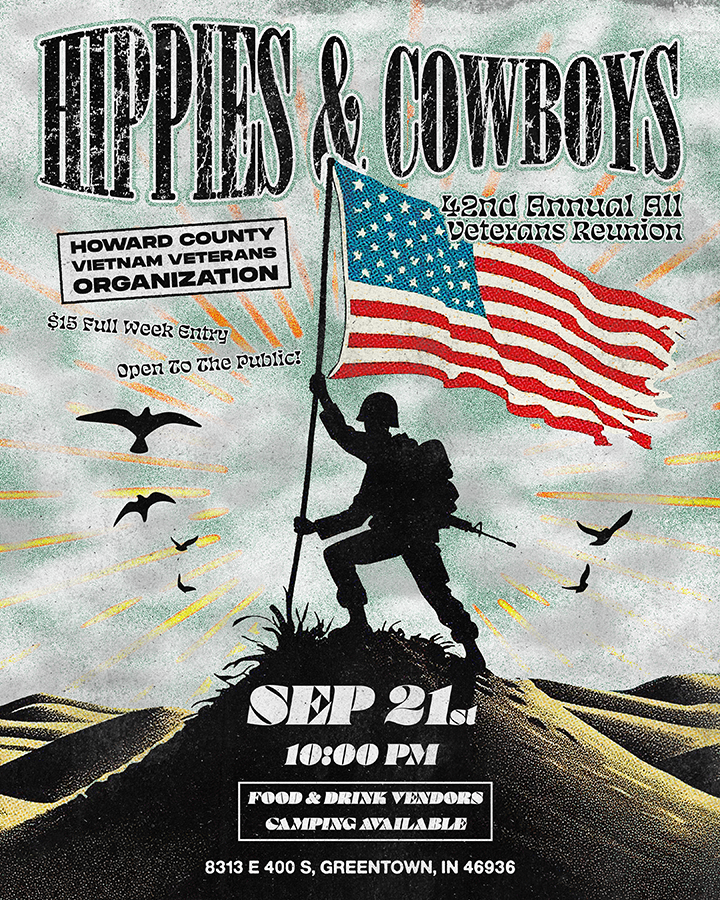 HIPPIES & COWBOYS
42nd Annual All
Veterans Reunion
HOWARD COUNTY
VIETNAM VETERANS
ORGANIZATION
$15 Full Week Entry
Open To The Public!
SEP 21st
10:00 PM
FOOD & DRINK VENDORS
CAMPING AVAILABLE
8313 E 400 S, GREENTOWN, IN 46936